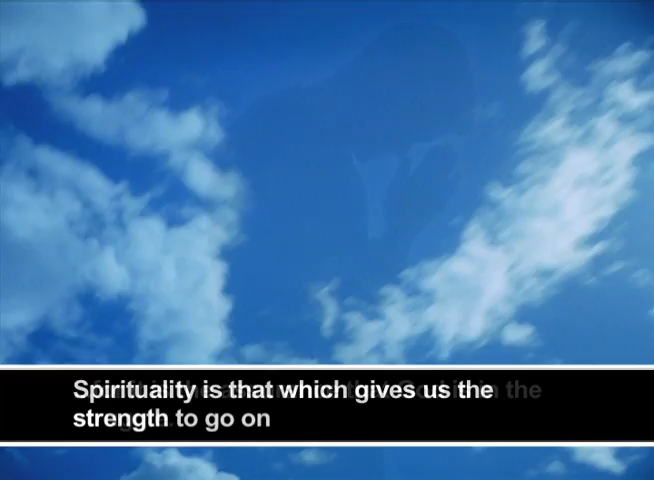 Spirituality is that which gives us the
strength to go on